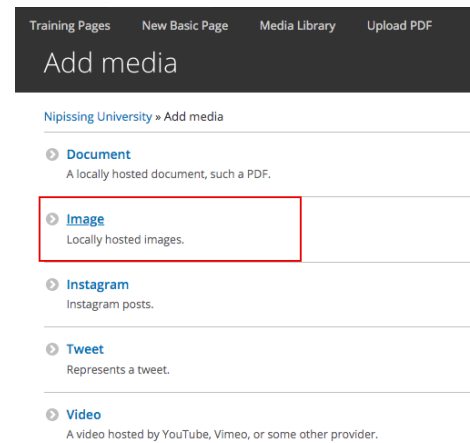 Training Pages New Basic Page Media Library Upload PDF
Add media
Nipissing University » Add media
Document
A locally hosted document, such a PDF.
Image
Locally hosted images.
Instagram
Instagram posts.
Tweet
Represents a tweet.
Video
A video hosted by YouTube, Vimeo, or some other provider.